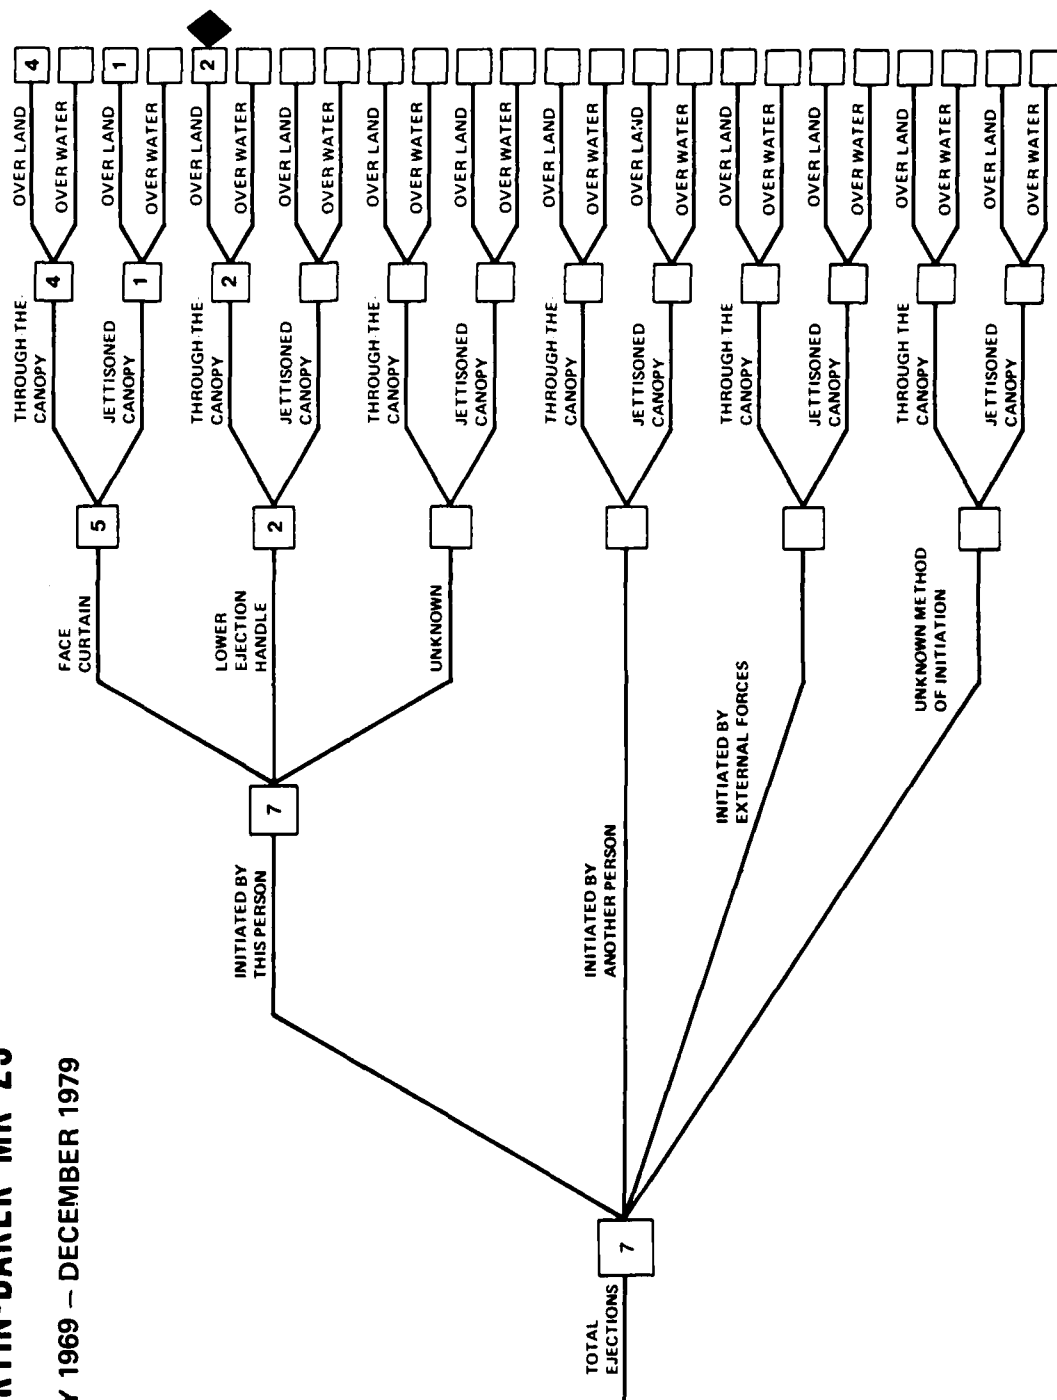 RTIN-BAKER MK
Y 1969 – DECEMBER 1979
TOTAL
EJECTIONS
7
INITIATED BY
THIS PERSON
7
INITIATED BY
ANOTHER PERSON
INITIATED BY
EXTERNAL FORCES
UNKNOWN METHOD
OF INITIATION
FACE
CURTAIN
5
LOWER
EJECTION
HANDLE
2
UNKNOWN
THROUGH THE
CANOPY
4
JETTISONED
CANOPY
1
THROUGH THE
CANOPY
2
JETTISONED
CANOPY
THROUGH THE
CANOPY
JETTISONED
CANOPY
THROUGH THE
CANOPY
JETTISONED
CANOPY
THROUGH THE
CANOPY
JETTISONED
CANOPY
THROUGH THE
CANOPY
JETTISONED
CANOPY
OVER LAND
4
OVER WATER
OVER LAND
1
OVER WATER
OVER LAND
2
OVER WATER
OVER LAND
OVER WATER
OVER LAND
OVER WATER
OVER LAND
OVER WATER
OVER LAND
OVER WATER
OVER LAND
OVER WATER
OVER LAND
OVER WATER
OVER LAND
OVER WATER
OVER LAND
OVER WATER
OVER LAND
OVER WATER